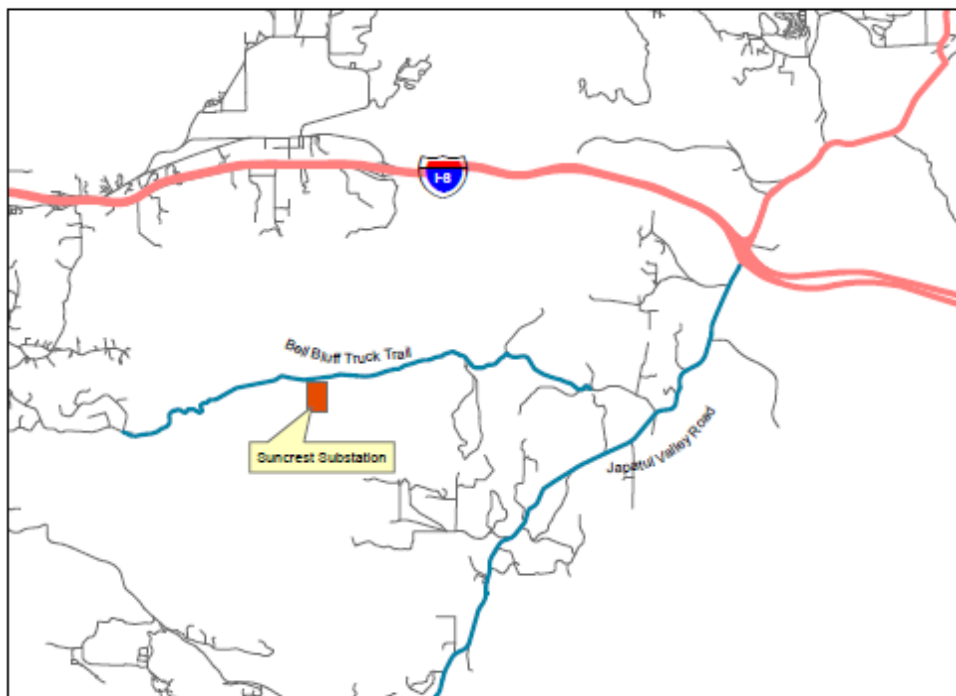 I-8
Bell Bluff Truck Trail
Suncrest Substation
Japatul Valley Road